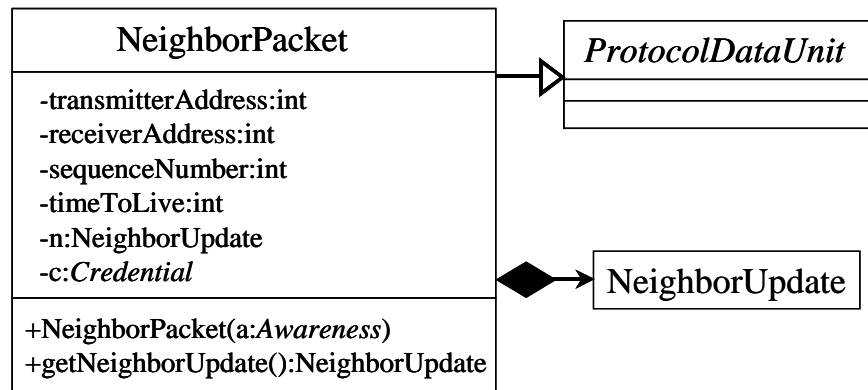 NeighborPacket
-transmitterAddress:int
-receiverAddress:int
-sequenceNumber:int
-timeToLive:int
-n:NeighborUpdate
-c:Credential
+NeighborPacket(a:Awareness)
+getNeighborUpdate():NeighborUpdate
ProtocolDataUnit
NeighborUpdate